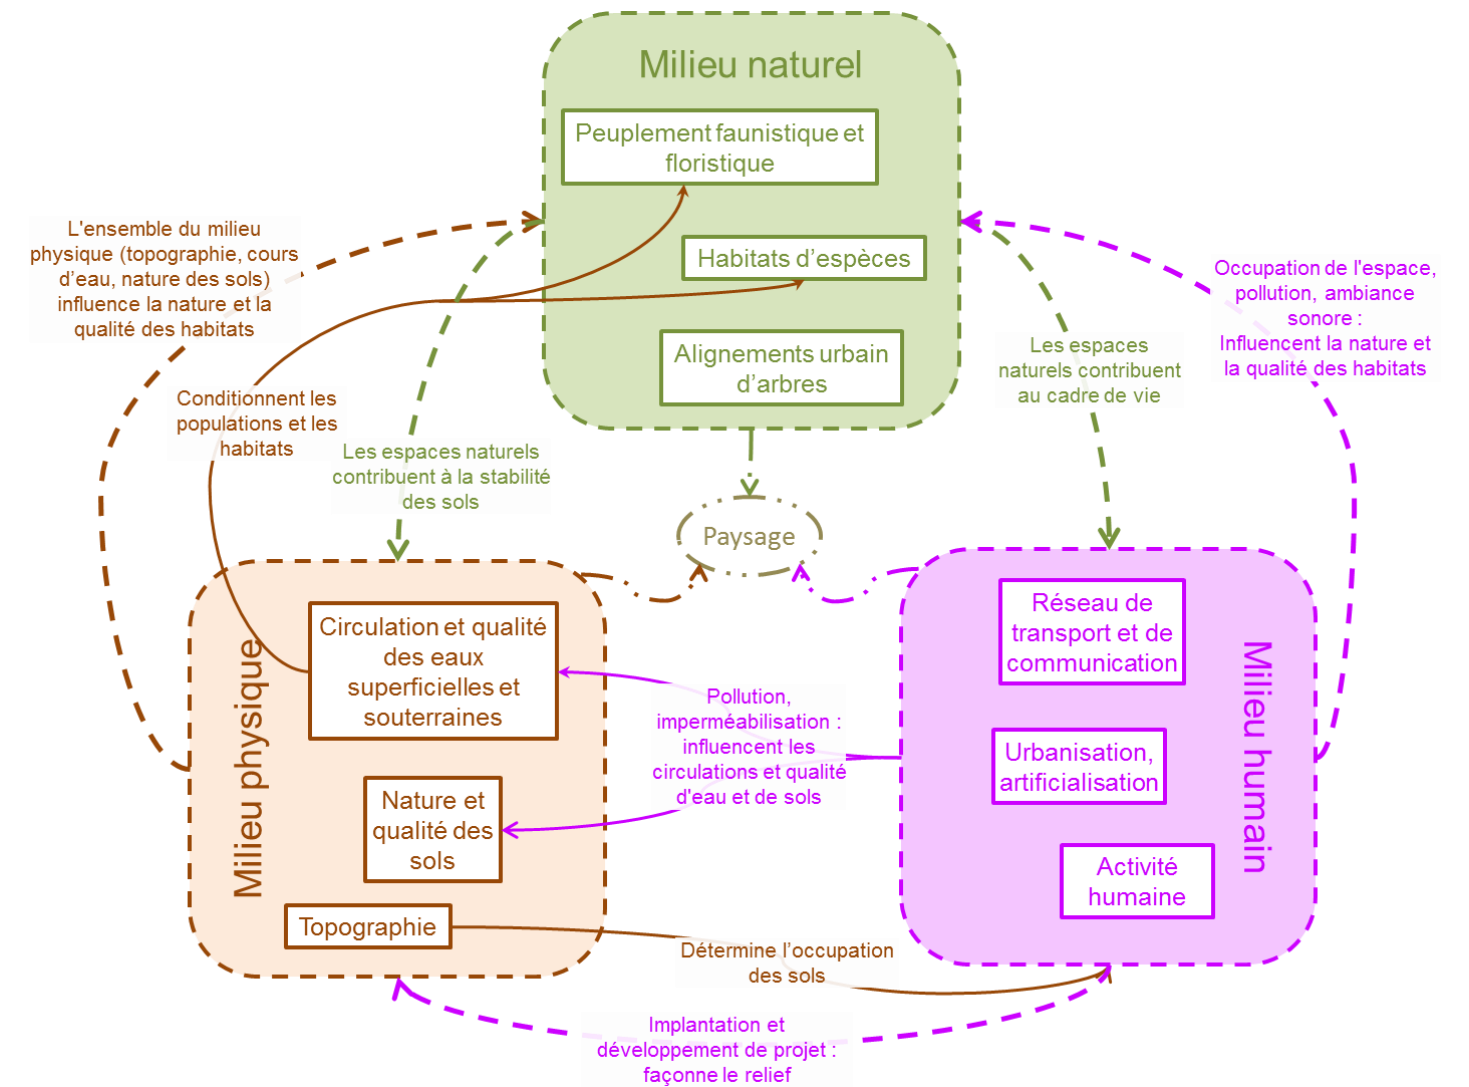 Milieu naturel
Peuplement faunistique et
floristique
Habitats d’espèces
Alignements urbain
d’arbres
L'ensemble du milieu
physique (topographie, cours
d’eau, nature des sols)
influence la nature et la
qualité des habitats
Conditionnent les
populations et les
habitats
Les espaces naturels
contribuent à la stabilité
des sols
Les espaces
naturels contribuent
au cadre de vie
Occupation de l'espace,
pollution, ambiance
sonore :
Influencent la nature et
la qualité des habitats
Paysage
Milieu physique
Circulation et qualité
des eaux
superficielles et
souterraines
Nature et
qualité des
sols
Topographie
Pollution,
imperméabilisation :
influencent les
circulations et qualité
d'eau et de sols
Milieu humain
Réseau de
transport et de
communication
Urbanisation,
artificialisation
Activité
humaine
Détermine l’occupation
des sols
Implantation et
développement de projet :
façonne le relief